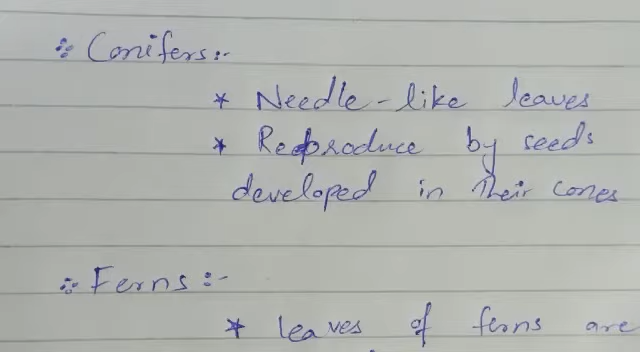 Conifers:-
* Needle-like leaves
* Reproduce by seeds
developed in their cones
Ferns:-
* leaves of ferns are